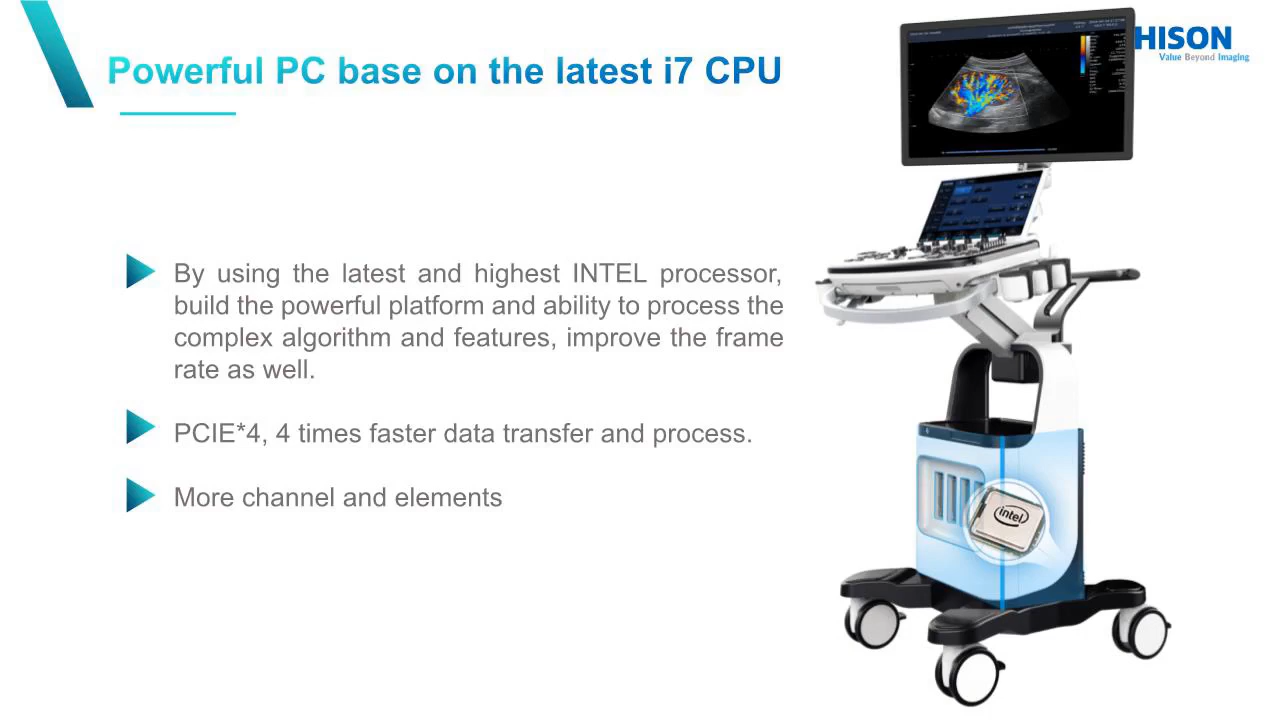 Powerful PC base on the latest i7 CPU
HISON
Value Beyond Imaging
By using the latest and highest INTEL processor,
build the powerful platform and ability to process the
complex algorithm and features, improve the frame
rate as well.
PCIE*4, 4 times faster data transfer and process.
More channel and elements
intel